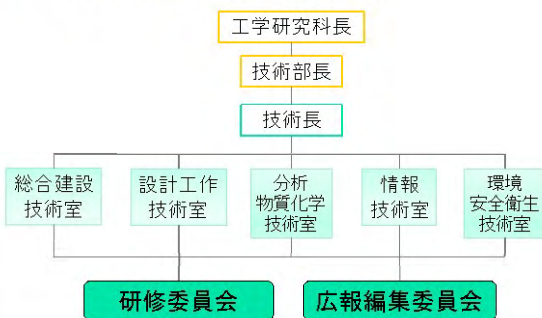 工学研究科長
技術部長
技術長
総合建設
技術室
設計工作
技術室
分析
物質化学
技術室
情報
技術室
環境
安全衛生
技術室
研修委員会
広報編集委員会